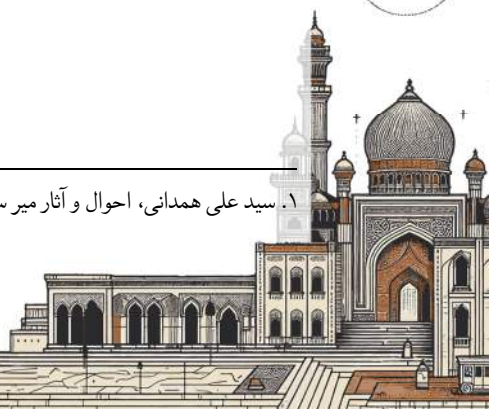 ۱. سید علی همدانی، احوال و آثار میر